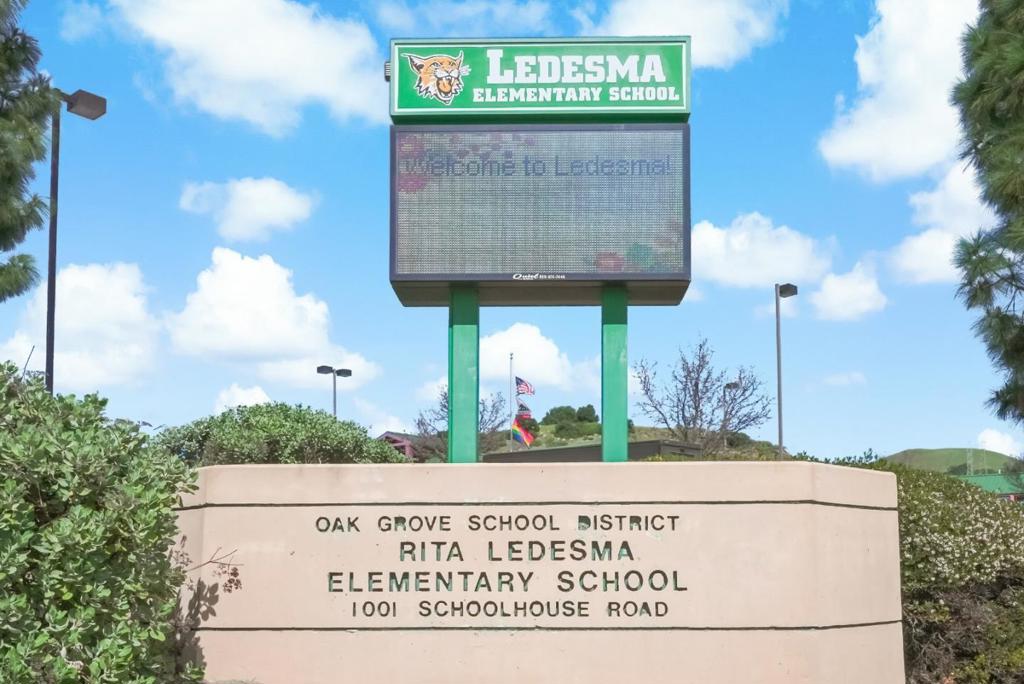 LEDESMA
ELEMENTARY SCHOOL
Welcome to Ledesma!
OAK GROVE SCHOOL DISTRICT
RITA LEDESMA
ELEMENTARY SCHOOL
1001 SCHOOLHOUSE ROAD